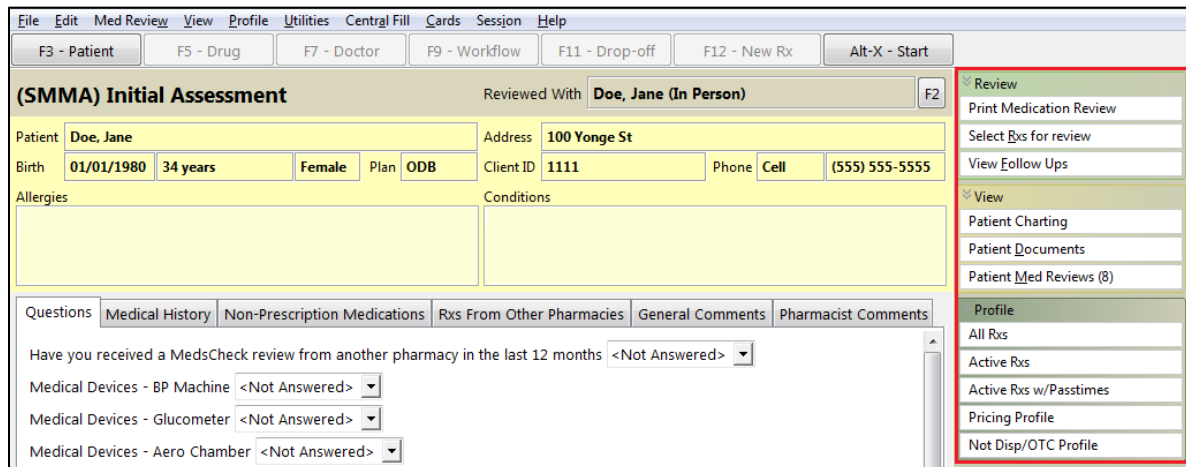 File Edit Med Review View Profile Utilities Central Fill Cards Session Help
F3 - Patient F5 - Drug F7 - Doctor F9 - Workflow F11 - Drop-off F12 - New Rx Alt-X - Start
(SMMA) Initial Assessment Reviewed With Doe, Jane (In Person) F2
Patient Doe, Jane Address 100 Yonge St
Birth 01/01/1980 34 years Female Plan ODB Client ID 1111 Phone Cell (555) 555-5555
Allergies Conditions
Questions Medical History Non-Prescription Medications Rxs From Other Pharmacies General Comments Pharmacist Comments
Have you received a MedsCheck review from another pharmacy in the last 12 months <Not Answered>
Medical Devices - BP Machine <Not Answered>
Medical Devices - Glucometer <Not Answered>
Medical Devices - Aero Chamber <Not Answered>
Review
Print Medication Review
Select Rxs for review
View Follow Ups
View
Patient Charting
Patient Documents
Patient Med Reviews (8)
Profile
All Rxs
Active Rxs
Active Rxs w/Passtimes
Pricing Profile
Not Disp/OTC Profile